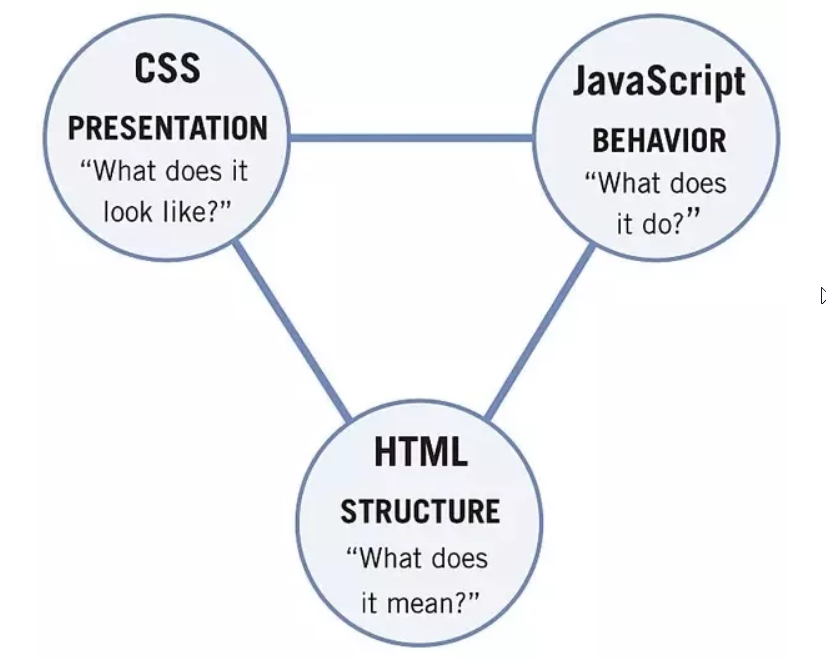 CSS
PRESENTATION
“What does it
look like?”
JavaScript
BEHAVIOR
“What does
it do?”
HTML
STRUCTURE
“What does
it mean?”